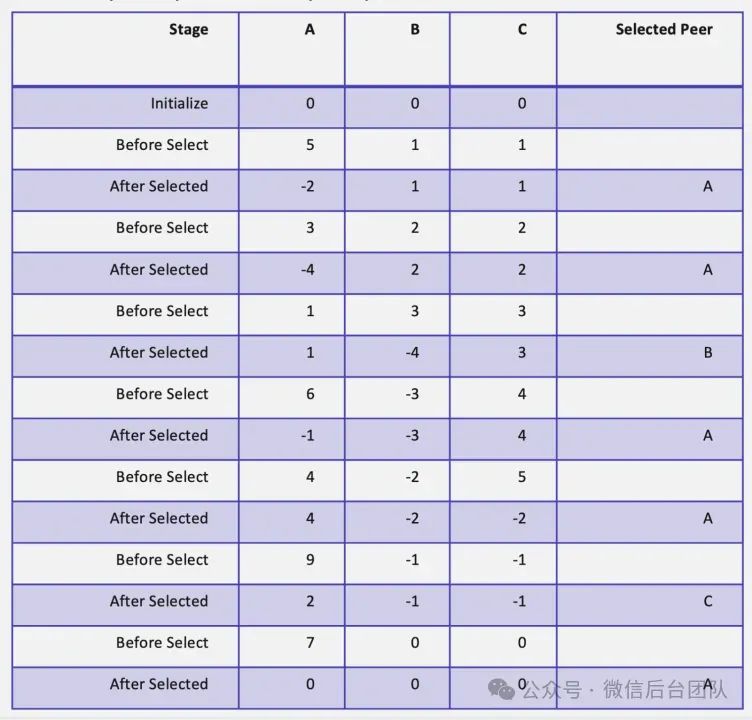 Stage A B C Selected Peer
Initialize 0 0 0
Before Select 5 1 1
After Selected -2 1 1 A
Before Select 3 2 2
After Selected -4 2 2 A
Before Select 1 3 3
After Selected 1 -4 3 B
Before Select 6 -3 4
After Selected -1 -3 4 A
Before Select 4 -2 5
After Selected 4 -2 -2 A
Before Select 9 -1 -1
After Selected 2 -1 -1 C
Before Select 7 0 0
After Selected 0 0 0 A
公众号 · 微信后台团队